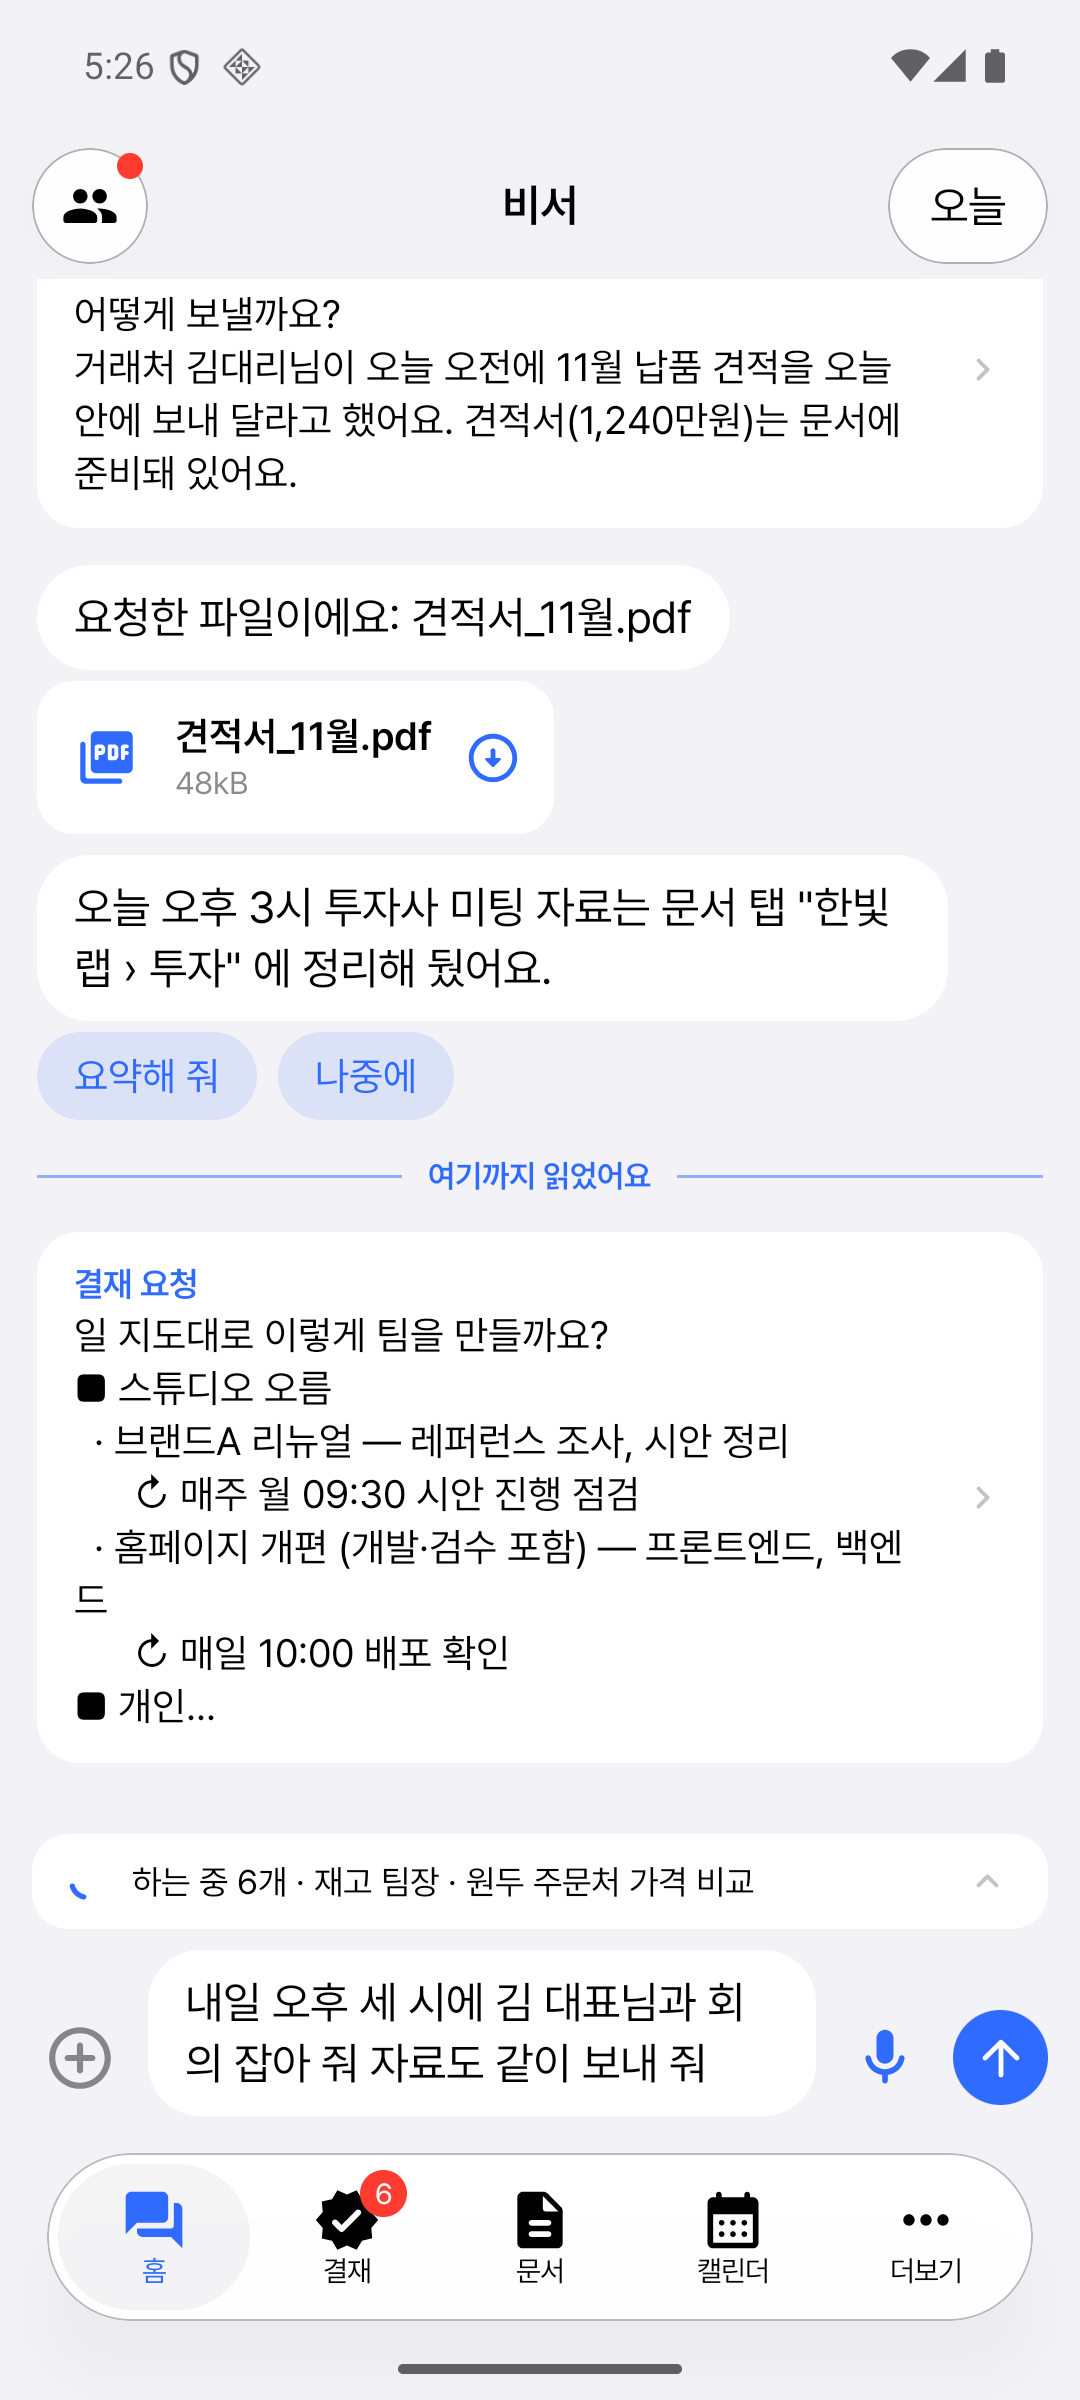 5:26
비서
오늘
어떻게 보낼까요?
거래처 김대리님이 오늘 오전에 11월 납품 견적을 오늘
안에 보내 달라고 했어요. 견적서(1,240만원)는 문서에
준비돼 있어요.
요청한 파일이에요: 견적서_11월.pdf
PDF
견적서_11월.pdf
48kB
오늘 오후 3시 투자사 미팅 자료는 문서 탭 "한빛
랩 › 투자" 에 정리해 뒀어요.
요약해 줘
나중에
여기까지 읽었어요
결재 요청
일 지도대로 이렇게 팀을 만들까요?
■ 스튜디오 오름
· 브랜드A 리뉴얼 — 레퍼런스 조사, 시안 정리
↻ 매주 월 09:30 시안 진행 점검
· 홈페이지 개편 (개발·검수 포함) — 프론트엔드, 백엔
드
↻ 매일 10:00 배포 확인
■ 개인...
하는 중 6개 · 재고 팀장 · 원두 주문처 가격 비교
내일 오후 세 시에 김 대표님과 회
의 잡아 줘 자료도 같이 보내 줘
6
홈
결재
문서
캘린더
더보기